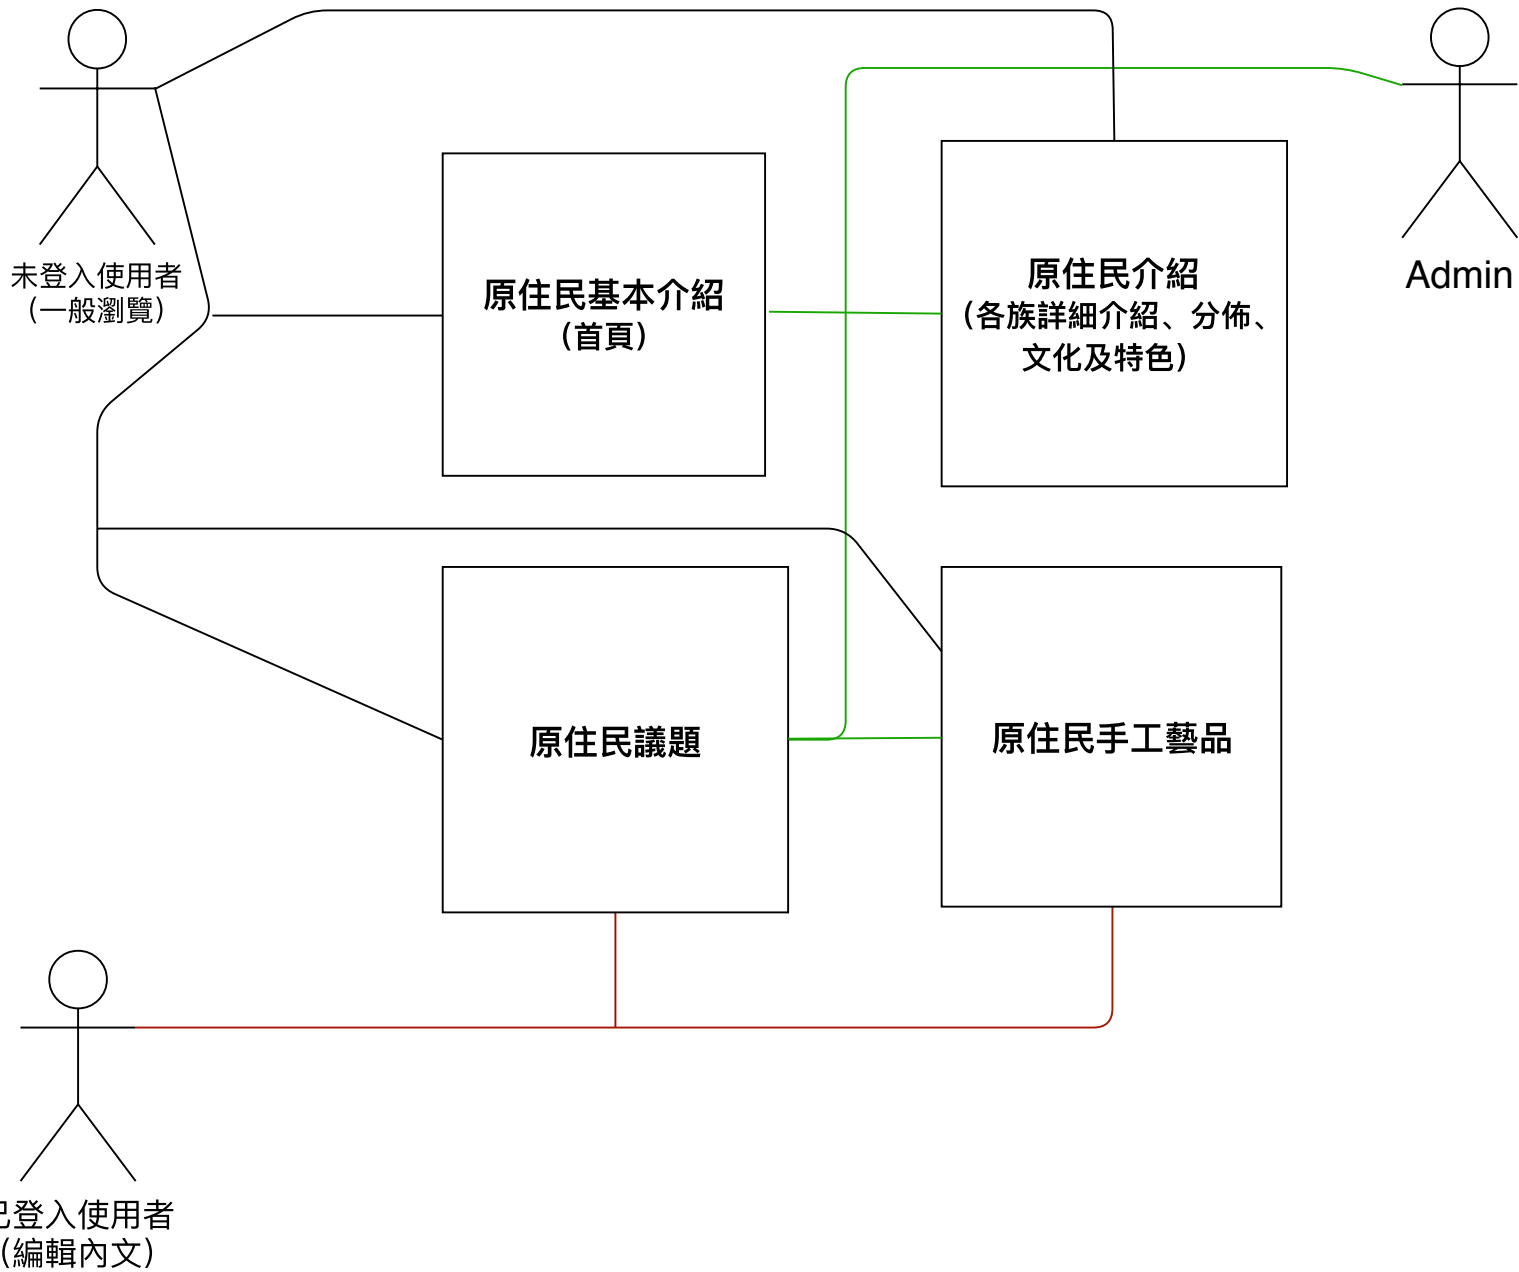 未登入使用者
(一般瀏覽)
原住民基本介紹
(首頁)
原住民介紹
(各族詳細介紹、分佈、
文化及特色)
Admin
原住民議題
原住民手工藝品
已登入使用者
(編輯內文)